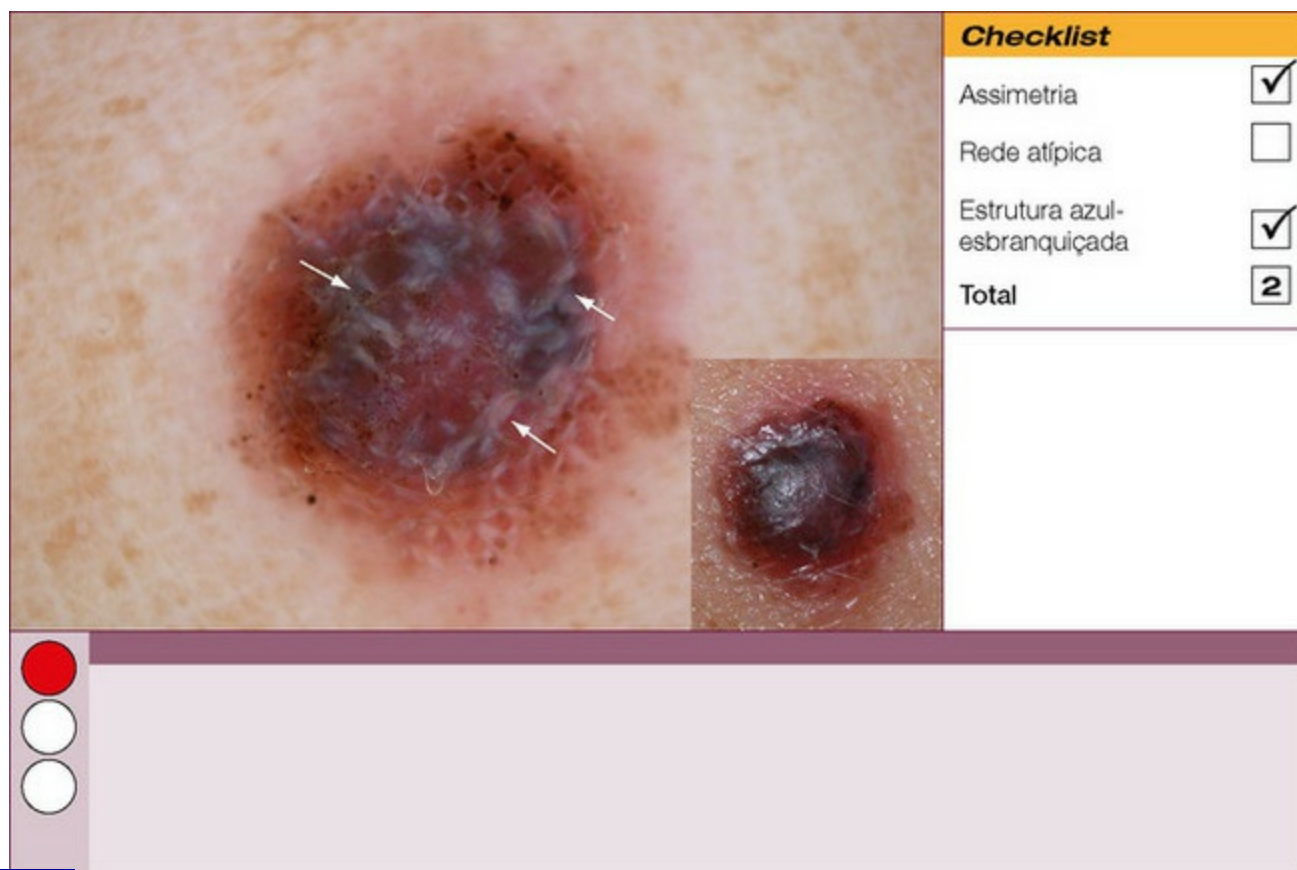 Checklist
Assimetria
Rede atípica
Estrutura azul-
esbranquiçada
Total
2